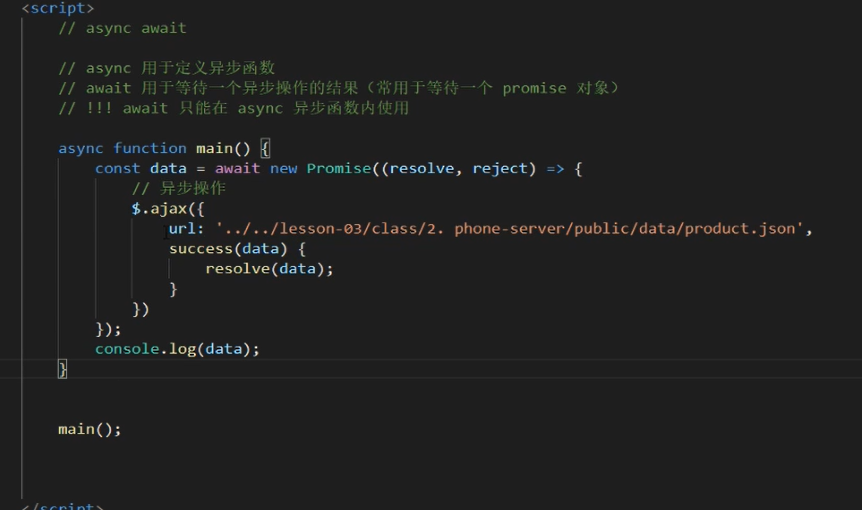 <script>
// async await
// async 用于定义异步函数
// await 用于等待一个异步操作的结果（常用于等待一个 promise 对象）
// !!! await 只能在 async 异步函数内使用
async function main() {
const data = await new Promise((resolve, reject) => {
// 异步操作
$.ajax({
url: '../../lesson-03/class/2. phone-server/public/data/product.json',
success(data) {
resolve(data);
}
})
});
console.log(data);
}
main();
</script>